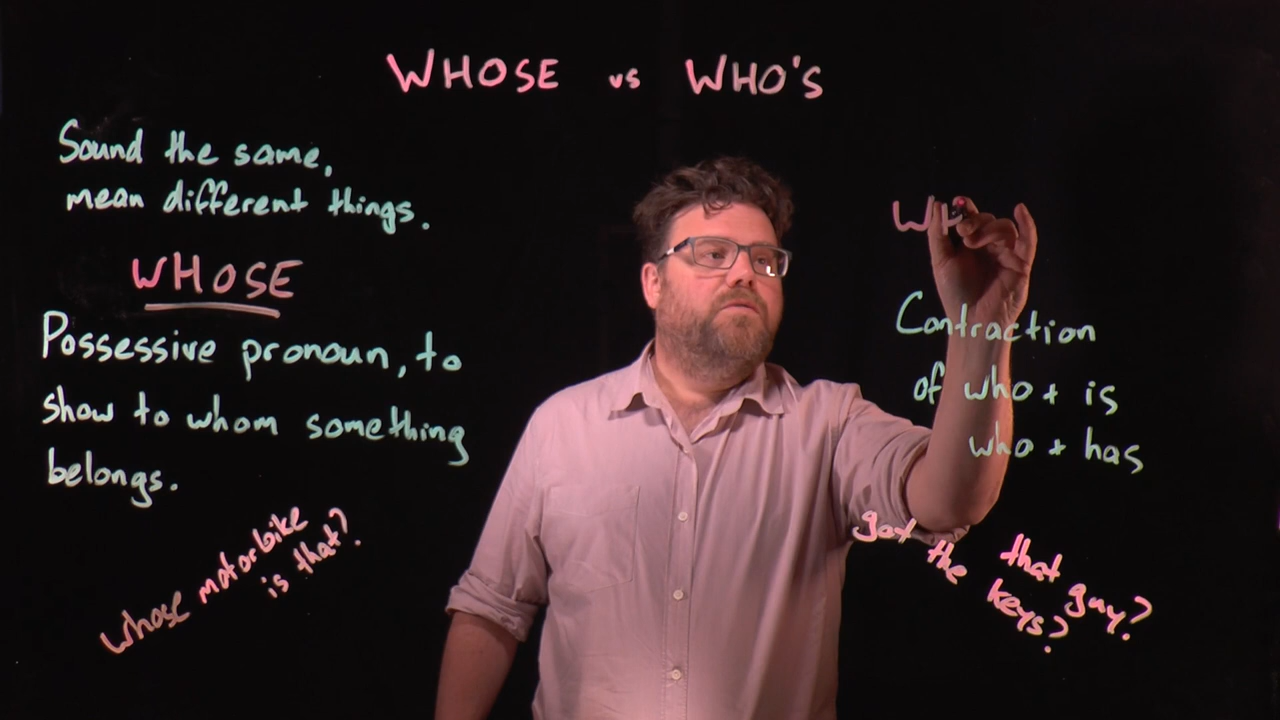 WHOSE vs WHO'S
Sound the same,
mean different things.
WHOSE
Possessive pronoun, to
show to whom something
belongs.
whose motorbike
is that?
WH
Contraction
of who + is
who + has
got the keys?
that guy?